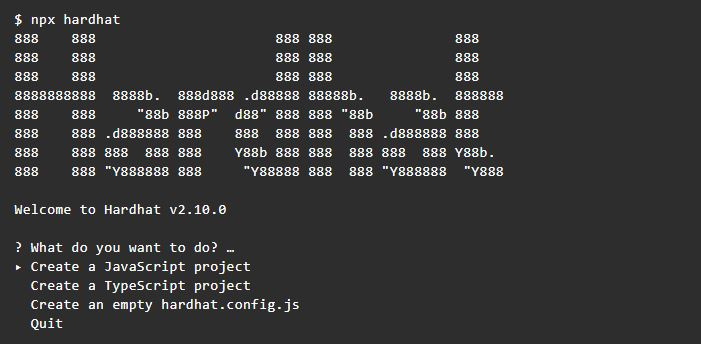 $ npx hardhat
888    888                      888 888               888
888    888                      888 888               888
888    888                      888 888               888
8888888888  8888b.  888d888 .d88888 88888b.   8888b.  888888
888    888     "88b 888P"  d88" 888 888 "88b     "88b 888
888    888 .d888888 888    888  888 888  888 .d888888 888
888    888 888  888 888    Y88b 888 888  888 888  888 Y88b.
888    888 "Y888888 888     "Y88888 888  888 "Y888888  "Y888
Welcome to Hardhat v2.10.0
? What do you want to do? …
▸ Create a JavaScript project
Create a TypeScript project
Create an empty hardhat.config.js
Quit